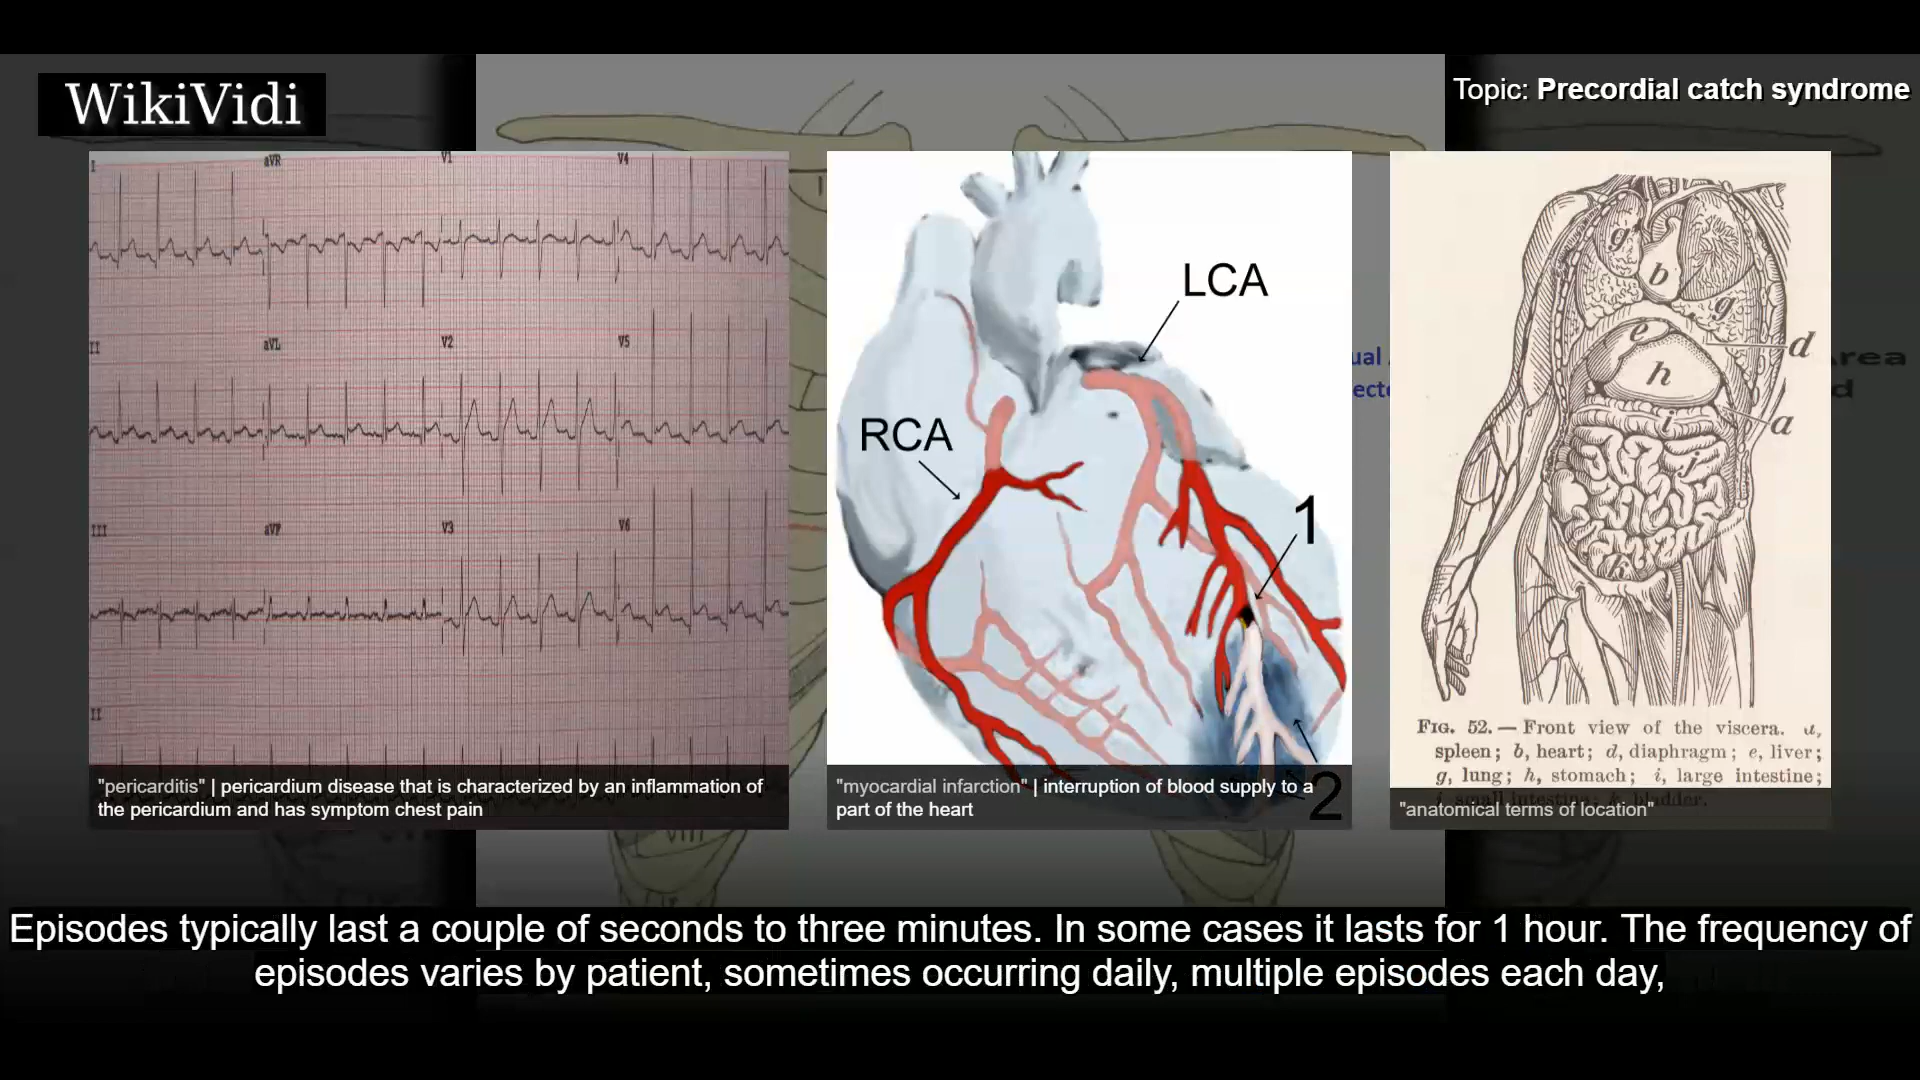 WikiVidi
Topic: Precordial catch syndrome
I
aVR
V1
V4
II
aVL
V2
V5
III
aVF
V3
V6
II
"pericarditis" | pericardium disease that is characterized by an inflammation of
the pericardium and has symptom chest pain
LCA
RCA
1
2
"myocardial infarction" | interruption of blood supply to a
part of the heart
g
b
g
e
d
h
a
i
j
k
FIG. 52. — Front view of the viscera. a,
spleen; b, heart; d, diaphragm; e, liver;
g, lung; h, stomach; i, large intestine;
j, small intestine; k, bladder.
"anatomical terms of location"
VIII
Episodes typically last a couple of seconds to three minutes. In some cases it lasts for 1 hour. The frequency of
episodes varies by patient, sometimes occurring daily, multiple episodes each day,